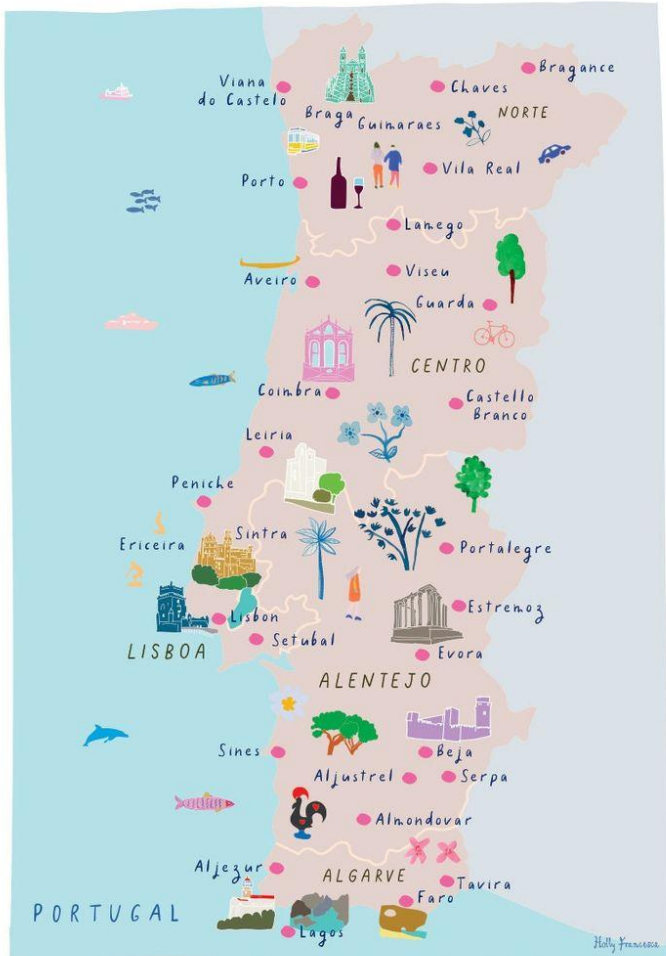 Bragance
Viana
do Castelo
Chaves
Braga
Guimaraes
NORTE
Vila Real
Porto
Lamego
Viseu
Aveiro
Guarda
CENTRO
Coimbra
Castello
Branco
Leiria
Peniche
Sintra
Ericeira
Portalegre
Estremoz
Lisbon
Setubal
LISBOA
Evora
ALENTEJO
Sines
Beja
Aljustrel
Serpa
Almondovar
Aljezur
ALGARVE
Tavira
Faro
PORTUGAL
Lagos
Holly Francesca